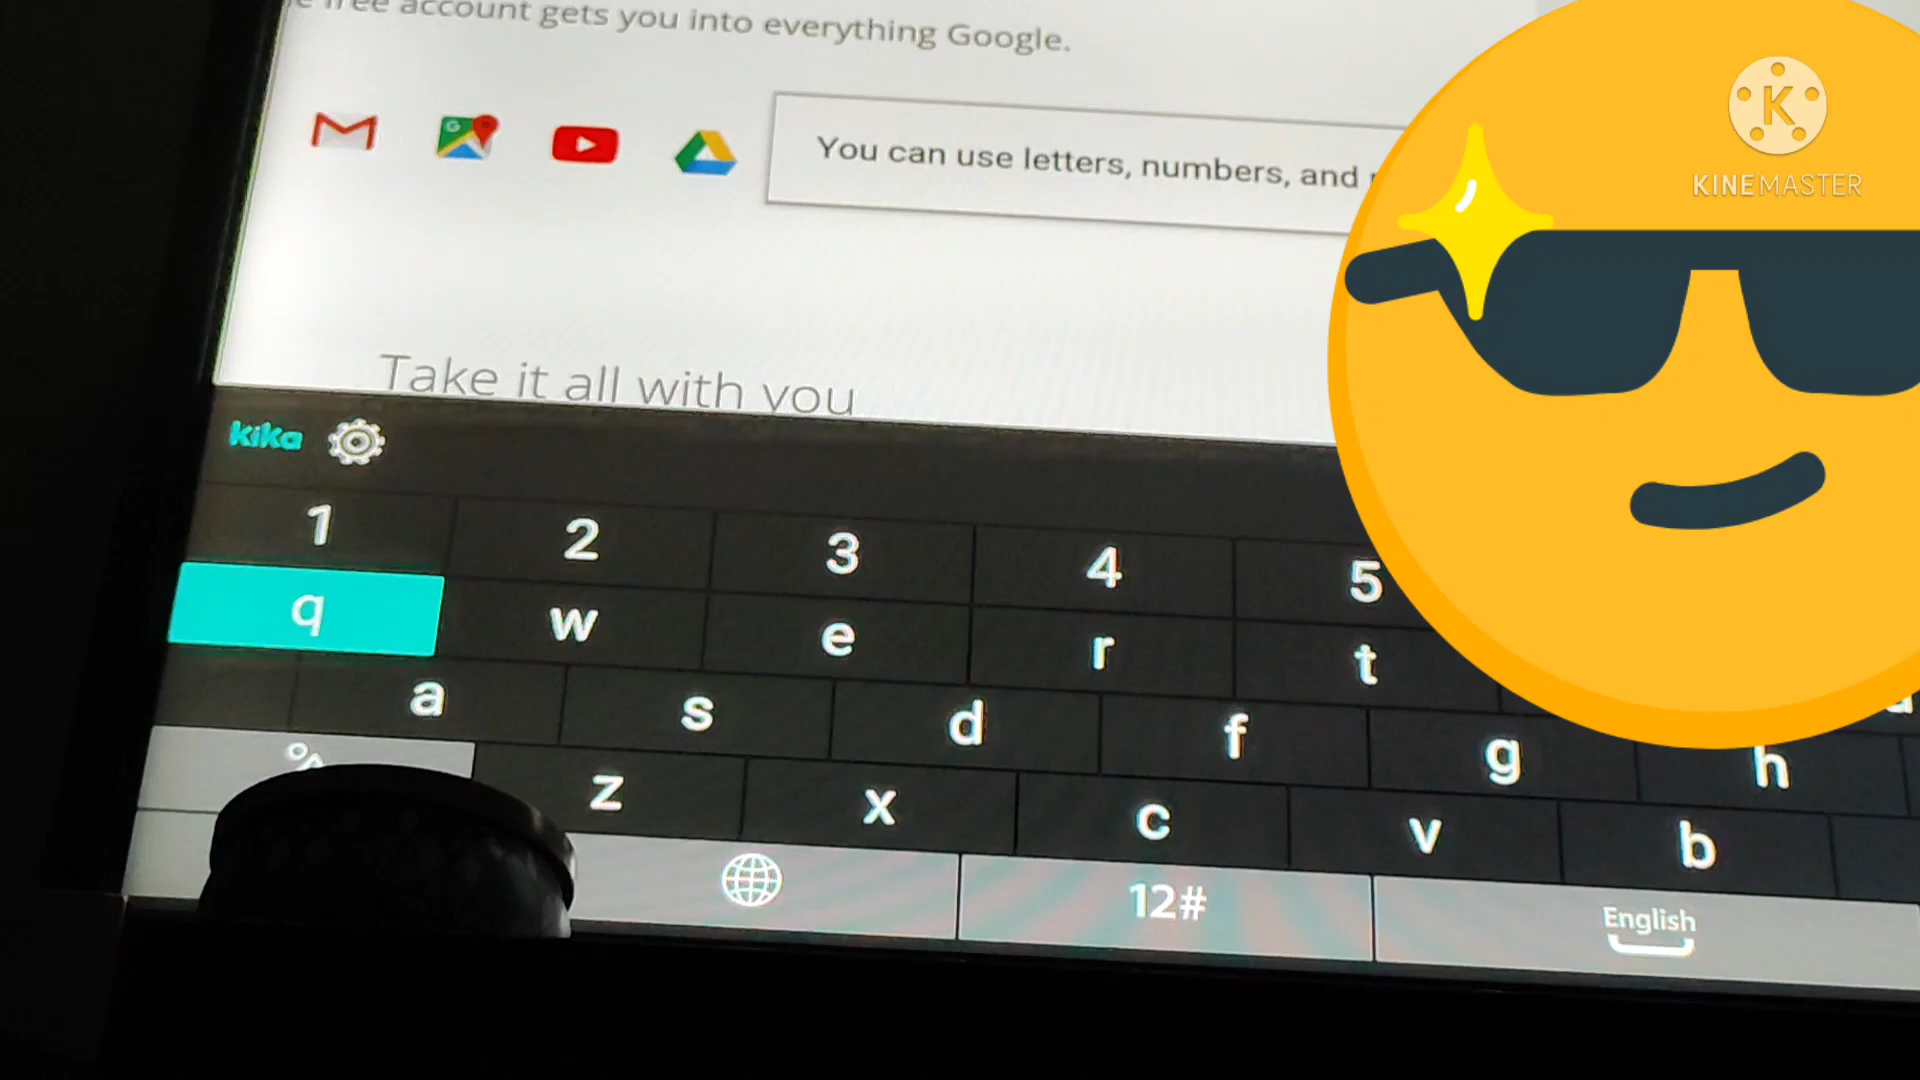 free account gets you into everything Google.
You can use letters, numbers, and
KINEMASTER
Take it all with you
kika
1 2 3 4 5
q w e r t
a s d f g h
z x c v b
12# English